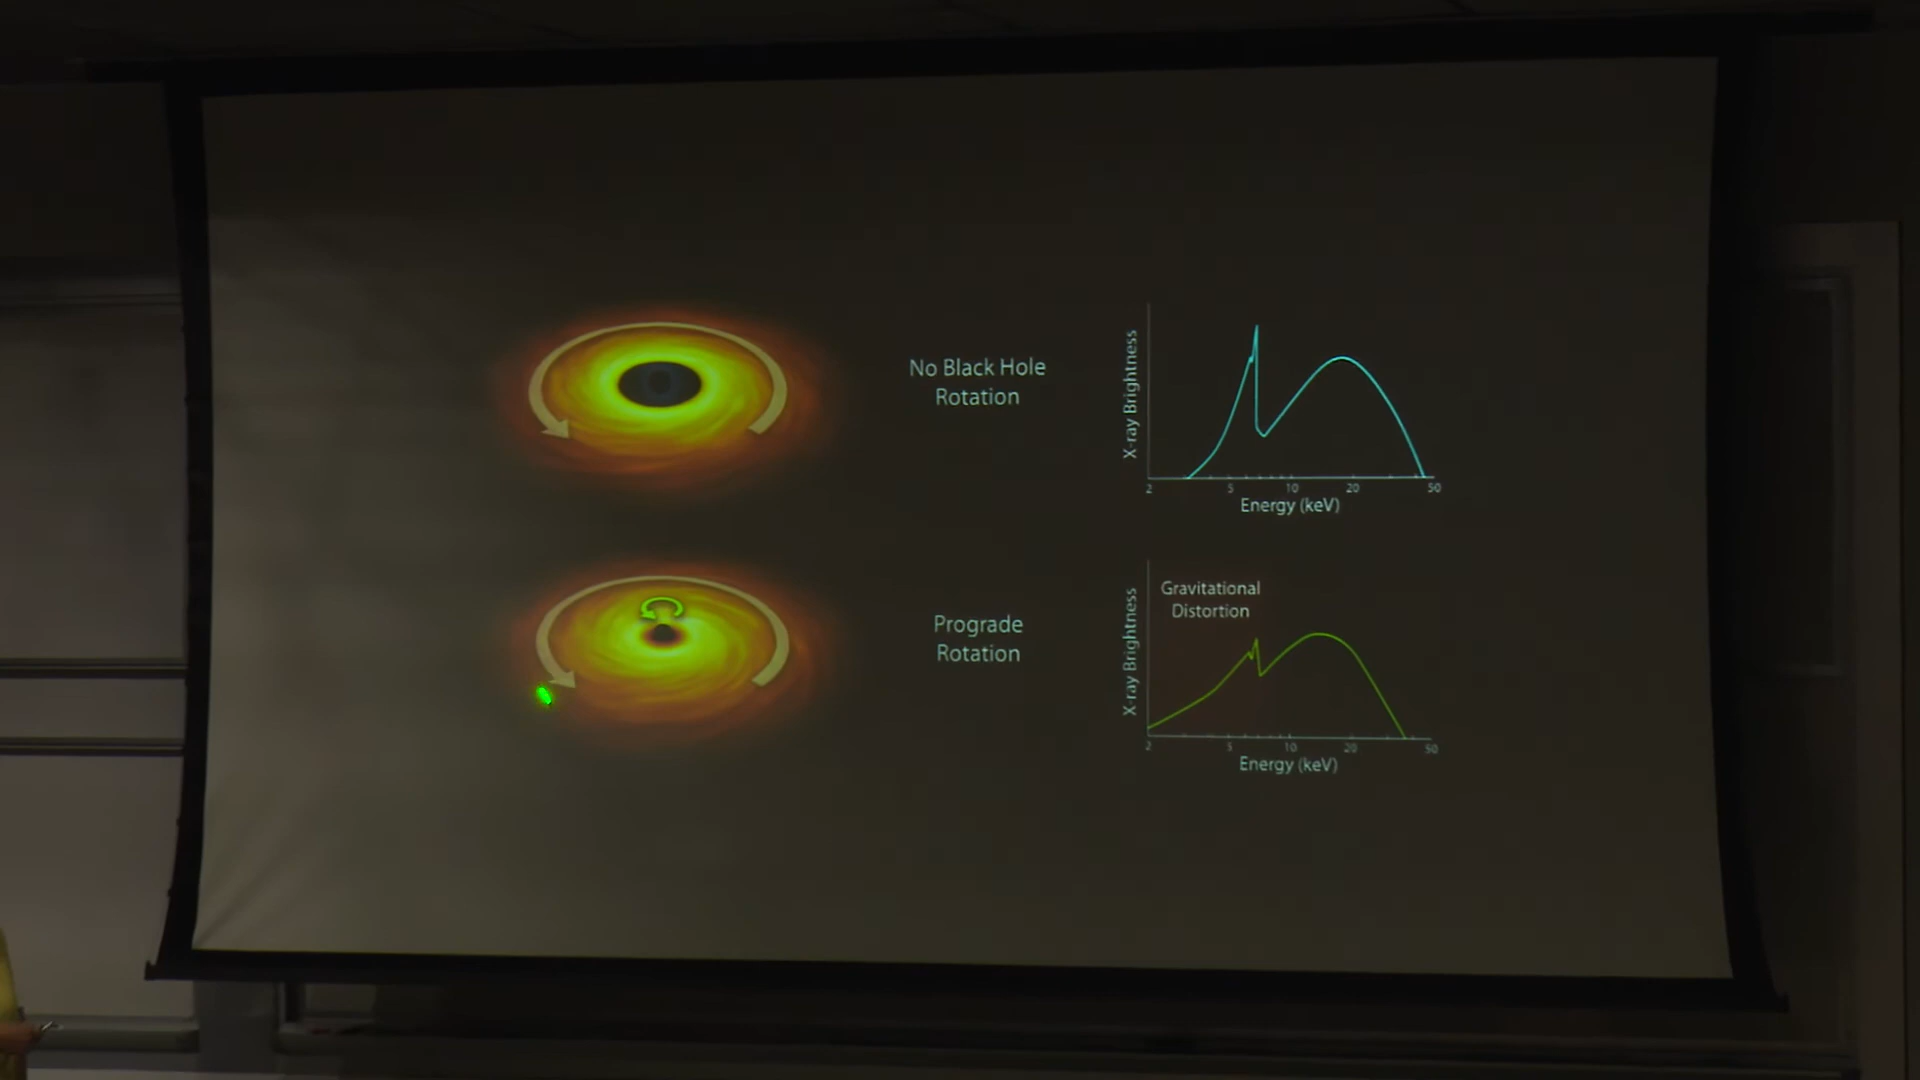 No Black Hole
Rotation
X-ray Brightness
2 5 10 20 50
Energy (keV)
Prograde
Rotation
Gravitational
Distortion
X-ray Brightness
2 5 10 20 50
Energy (keV)